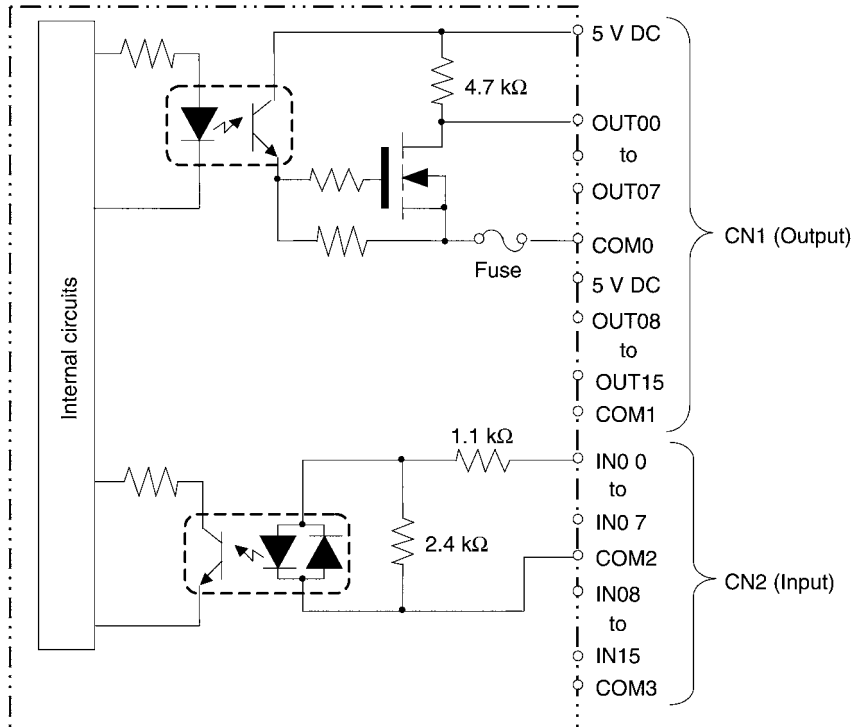 5 V DC
4.7 kΩ
OUT00
to
OUT07
CN1 (Output)
COM0
Fuse
5 V DC
OUT08
to
OUT15
COM1
Internal circuits
1.1 kΩ
IN0 0
to
IN0 7
2.4 kΩ
COM2
CN2 (Input)
IN08
to
IN15
COM3